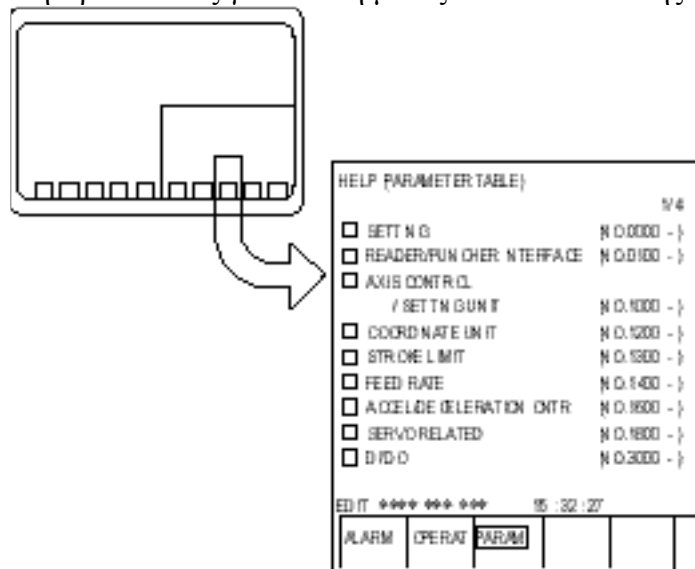 HELP (PARAMETER TABLE)
1/4
SETTING (NO.0000 - )
READER/PUNCHER INTERFACE (NO.0100 - )
AXIS CONTROL
/ SETTING UNIT (NO.1000 - )
COORDINATE UNIT (NO.1200 - )
STROKE LIMIT (NO.1300 - )
FEED RATE (NO.1400 - )
ACCEL/DECELERATION CNTR (NO.1600 - )
SERVO RELATED (NO.1800 - )
DI/DO (NO.3000 - )
EDIT **** *** *** 15 : 32 : 27
ALARM OPERAT PARAM